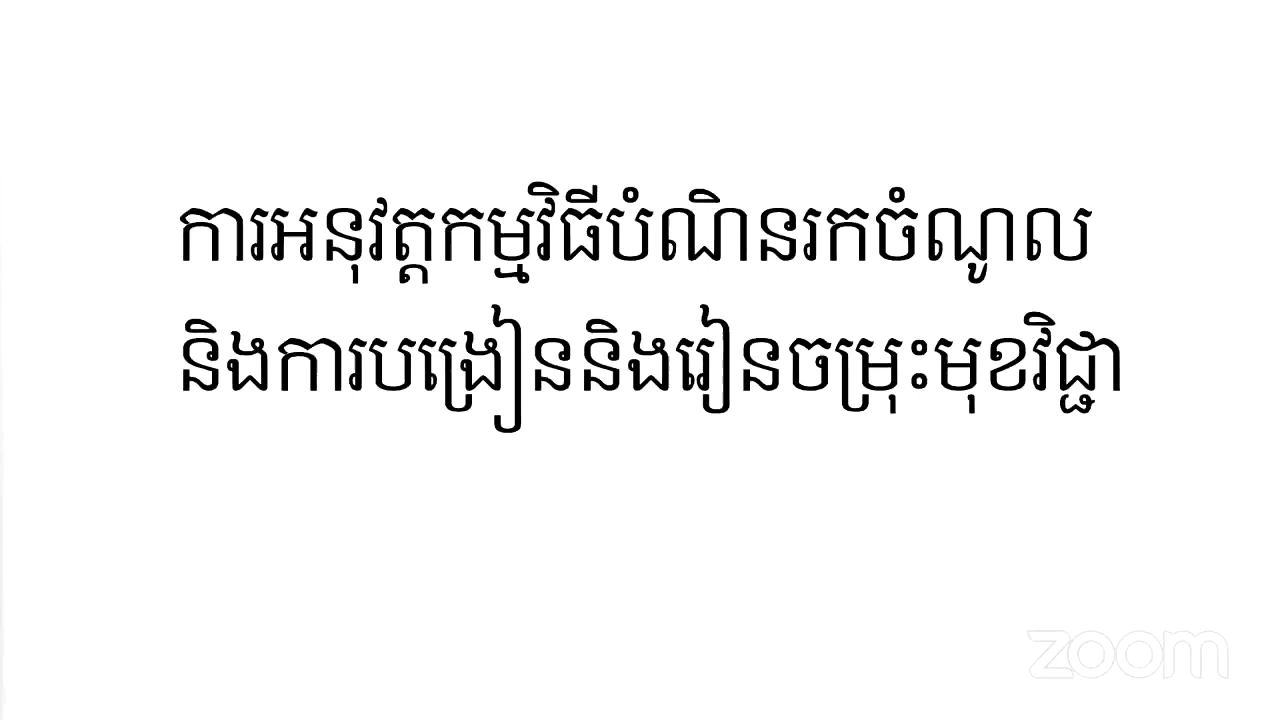 ការអនុវត្តកម្មវិធីបំណិនរកចំណូល
និងការបង្រៀននិងរៀនចម្រុះមុខវិជ្ជា
zoom